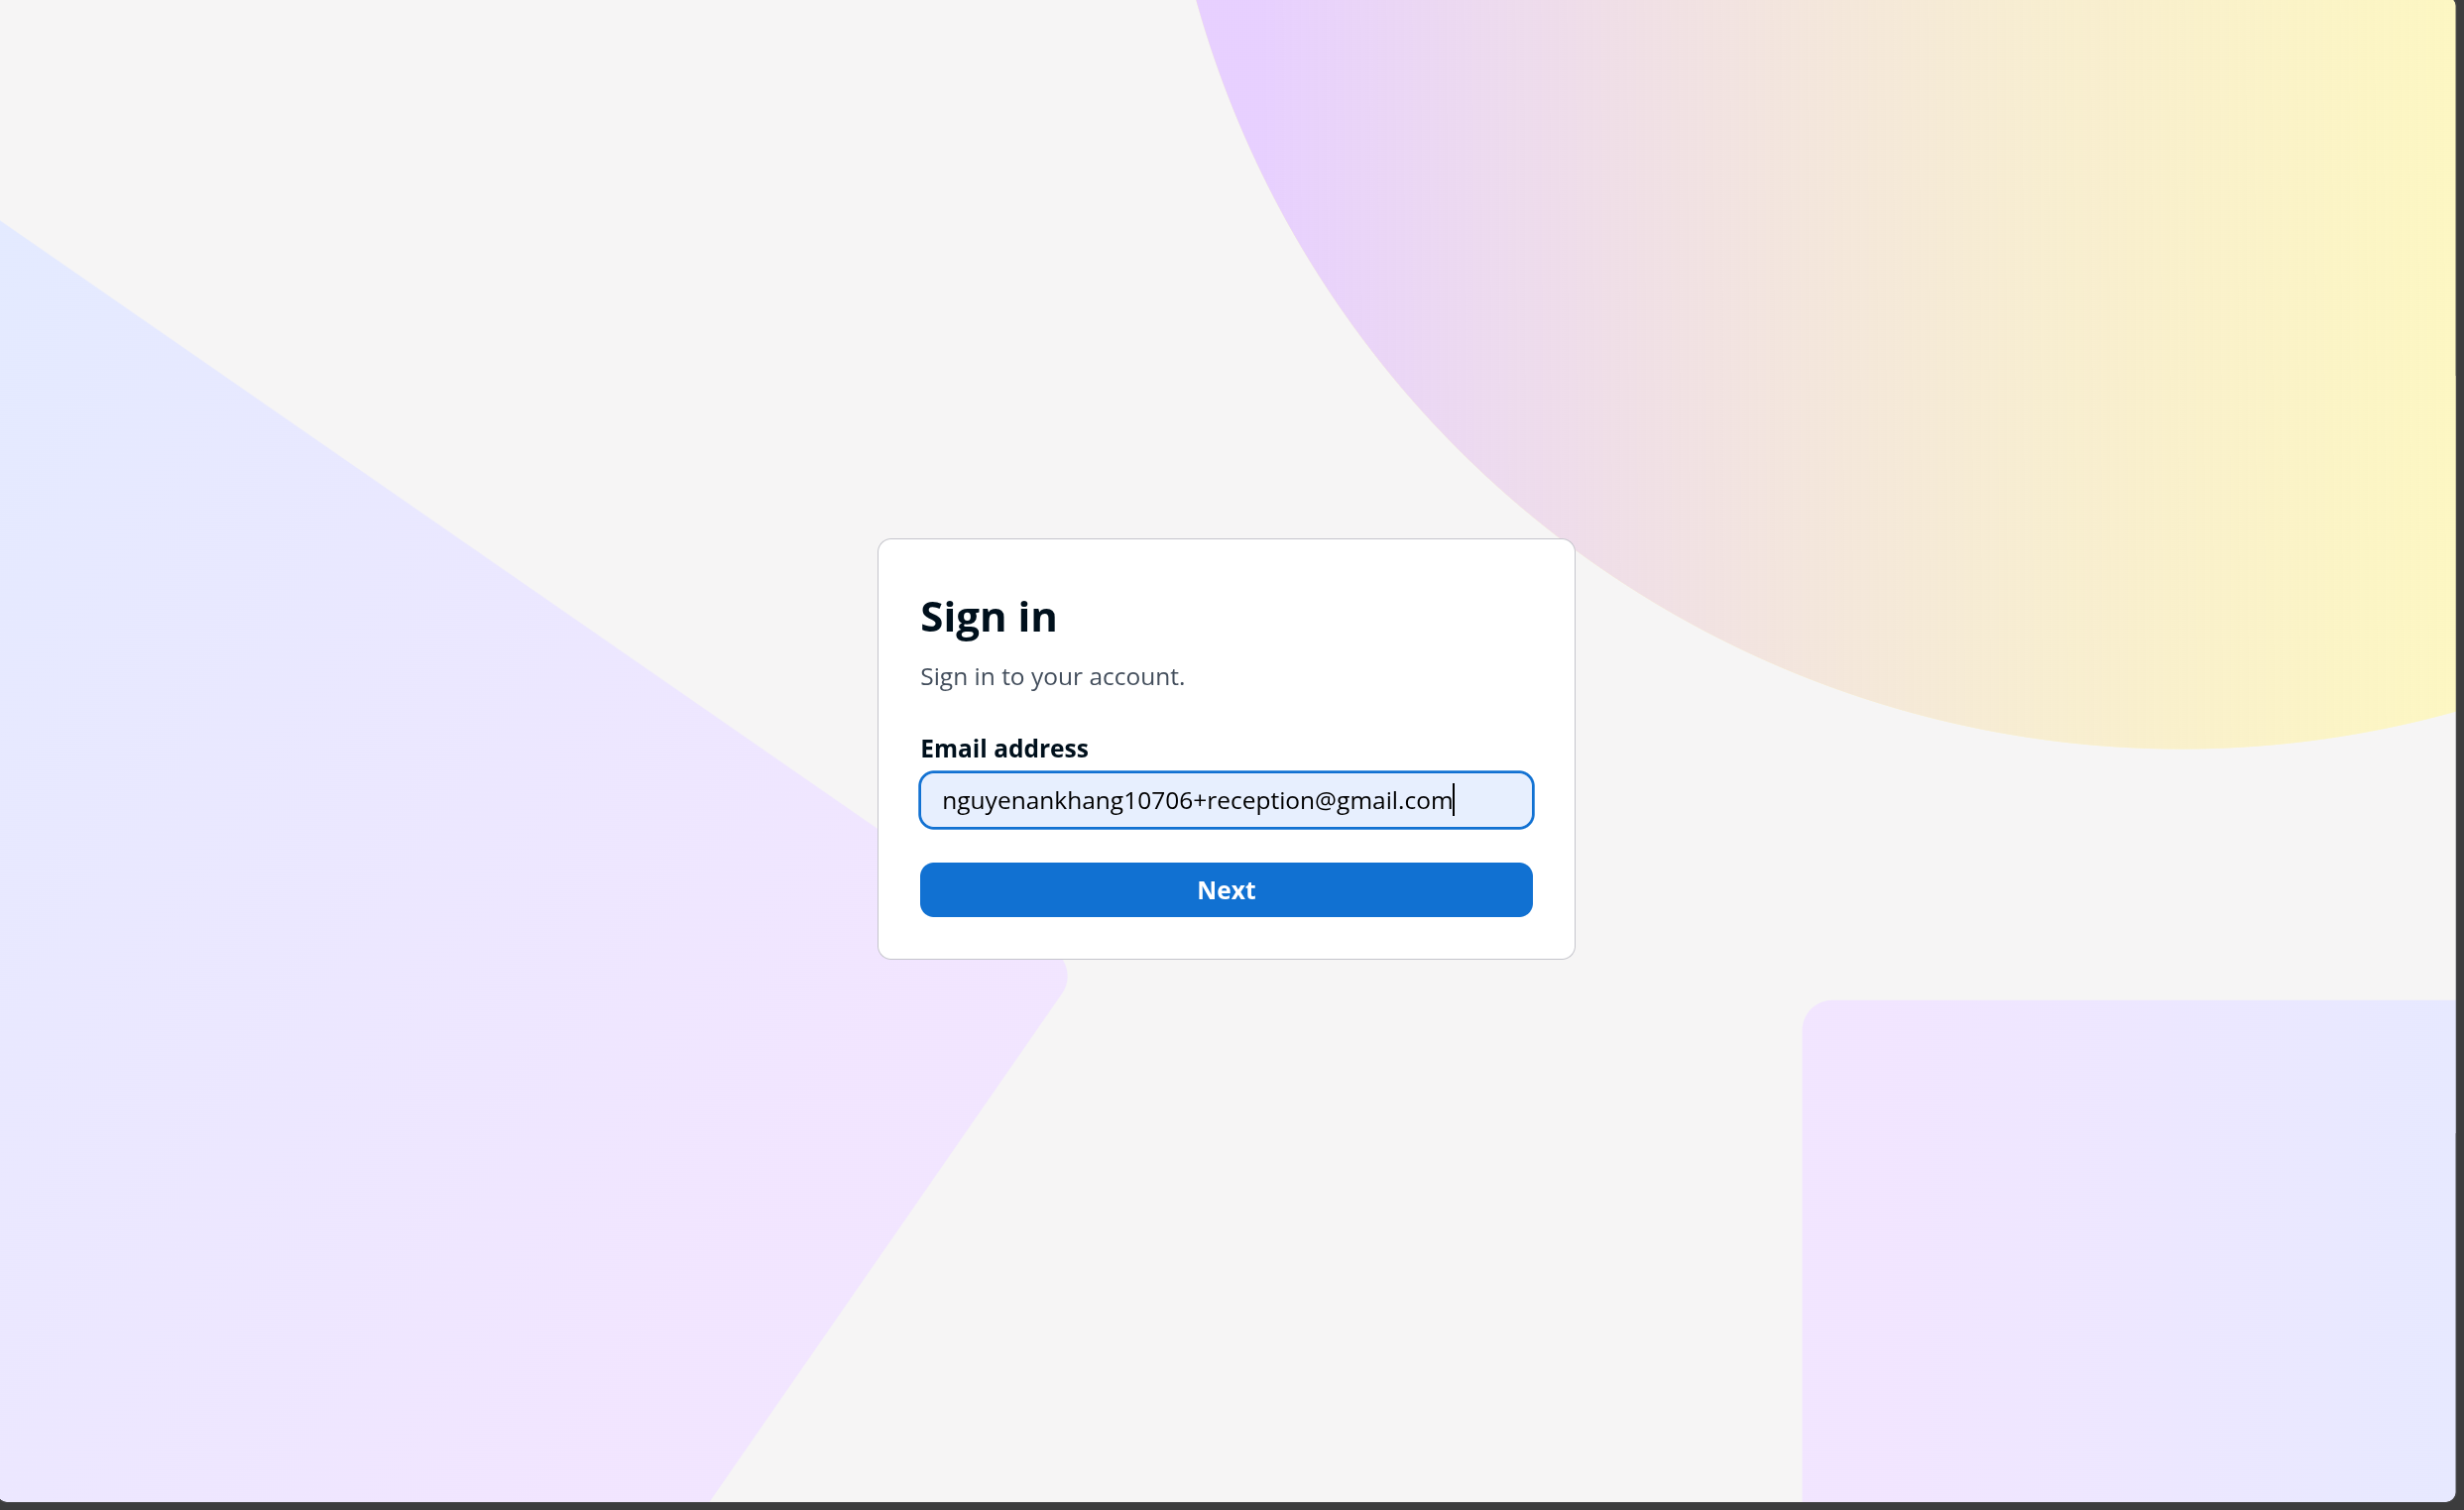 Sign in
Sign in to your account.
Email address
nguyenankhang10706+reception@gmail.com
Next